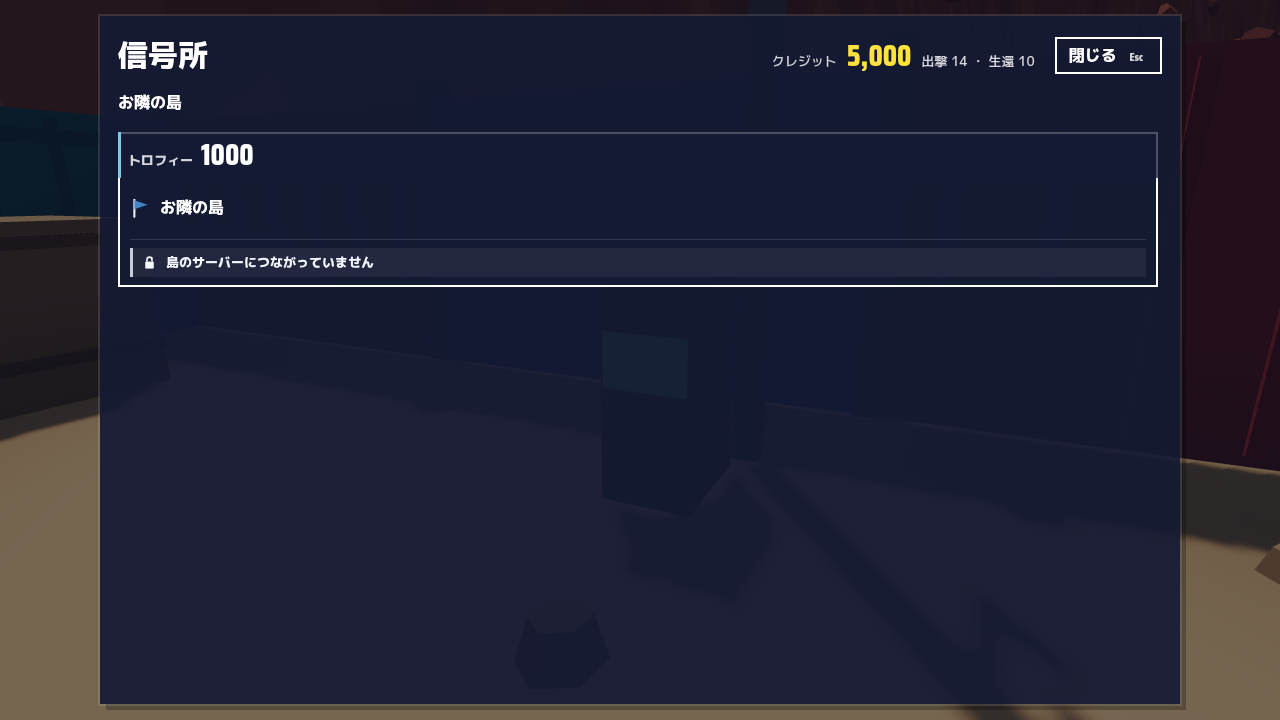 信号所
クレジット 5,000 出撃 14 · 生還 10
閉じる Esc
お隣の島
トロフィー 1000
お隣の島
島のサーバーにつながっていません